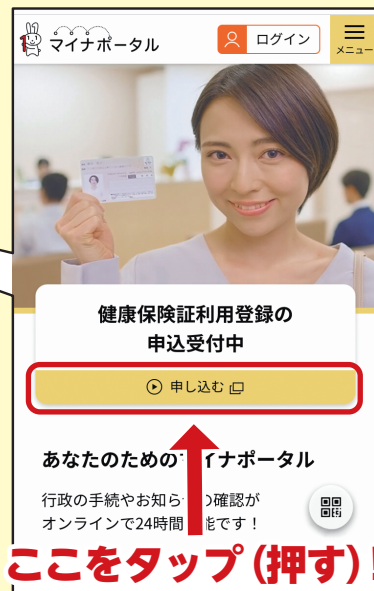 マイナポータル
ログイン
メニュー
健康保険証利用登録の
申込受付中
申し込む
あなたのための イナポータル
行政の手続やお知ら の確認が
オンラインで24時間 能です！
ここをタップ(押す)!